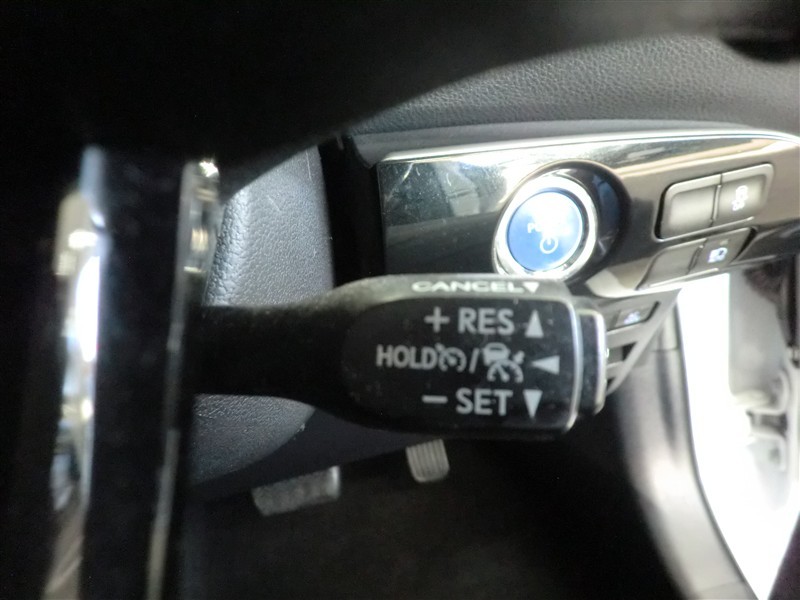 CANCEL▼
+ RES ▲
HOLD / ◄
− SET ▼